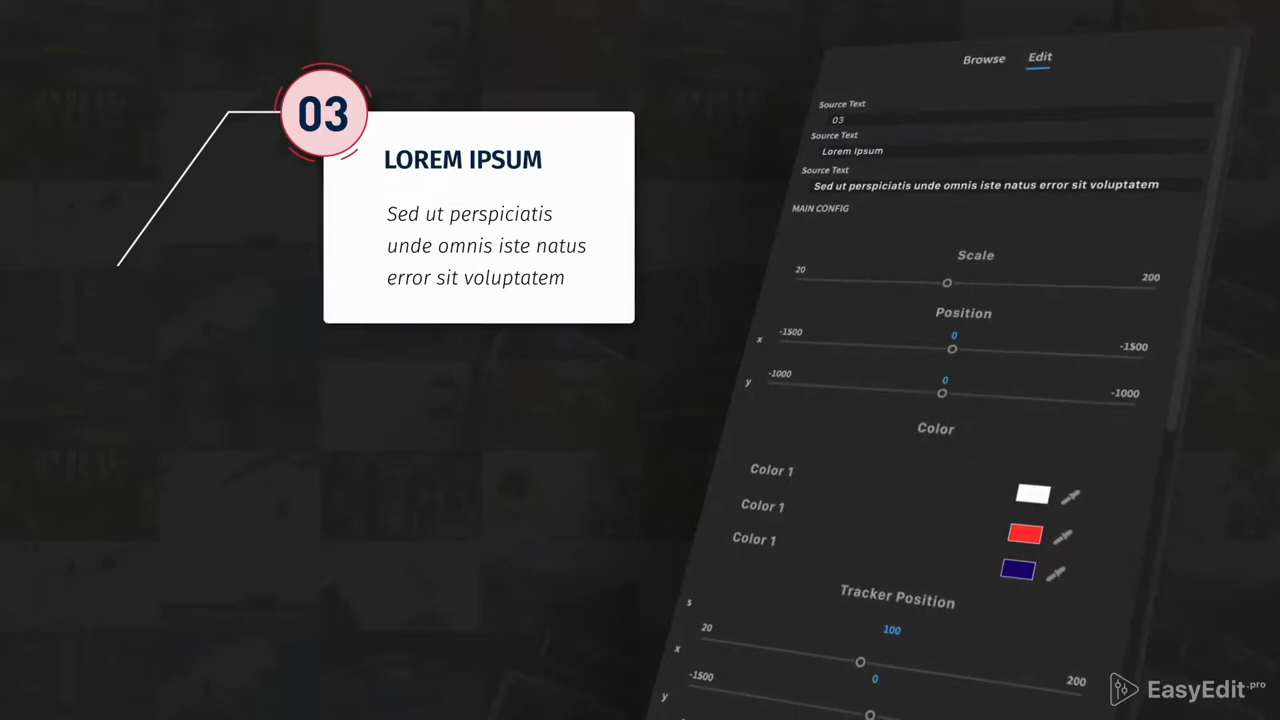 03
LOREM IPSUM
Sed ut perspiciatis
unde omnis iste natus
error sit voluptatem
Browse Edit
Source Text
03
Source Text
Lorem Ipsum
Source Text
Sed ut perspiciatis unde omnis iste natus error sit voluptatem
MAIN CONFIG
Scale
20 200
Position
0
x -1500 -1500
0
y -1000 -1000
Color
Color 1
Color 1
Color 1
Tracker Position
s
20 100 200
x
-1500 0
y
EasyEdit.pro